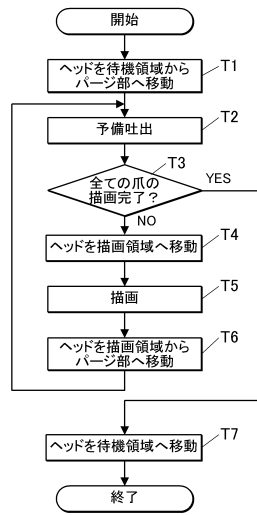 開始
ヘッドを待機領域から
パージ部へ移動
T1
予備吐出
T2
全ての爪の
描画完了？
T3
YES
NO
ヘッドを描画領域へ移動
T4
描画
T5
ヘッドを描画領域から
パージ部へ移動
T6
ヘッドを待機領域へ移動
T7
終了